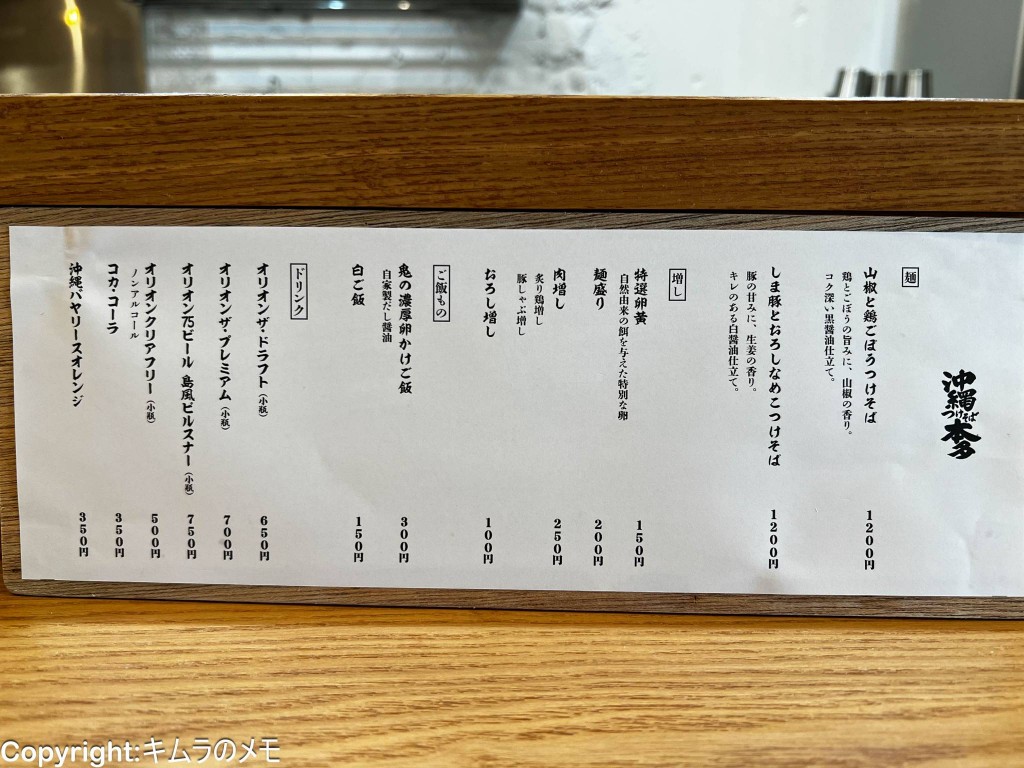 沖縄
つけそば
本多
麺
山椒と鶏ごぼうつけそば 1200円
鶏とごぼうの旨みに、山椒の香り。
コク深い黒醤油仕立て。
しま豚とおろしなめこつけそば 1200円
豚の甘みに、生姜の香り。
キレのある白醤油仕立て。
増し
特選卵黄 150円
自然由来の餌を与えた特別な卵
麺盛り 200円
肉増し 250円
炙り鶏増し
豚しゃぶ増し
おろし増し 100円
ご飯もの
兎の濃厚卵かけご飯 300円
自家製だし醤油
白ご飯 150円
ドリンク
オリオンザ・ドラフト(小瓶) 650円
オリオンザ・プレミアム(小瓶) 700円
オリオン75ビール 島風ピルスナー(小瓶) 750円
オリオンクリアフリー(小瓶) 500円
ノンアルコール
コカ・コーラ 350円
沖縄バヤリースオレンジ 350円
Copyright:キムラのメモ